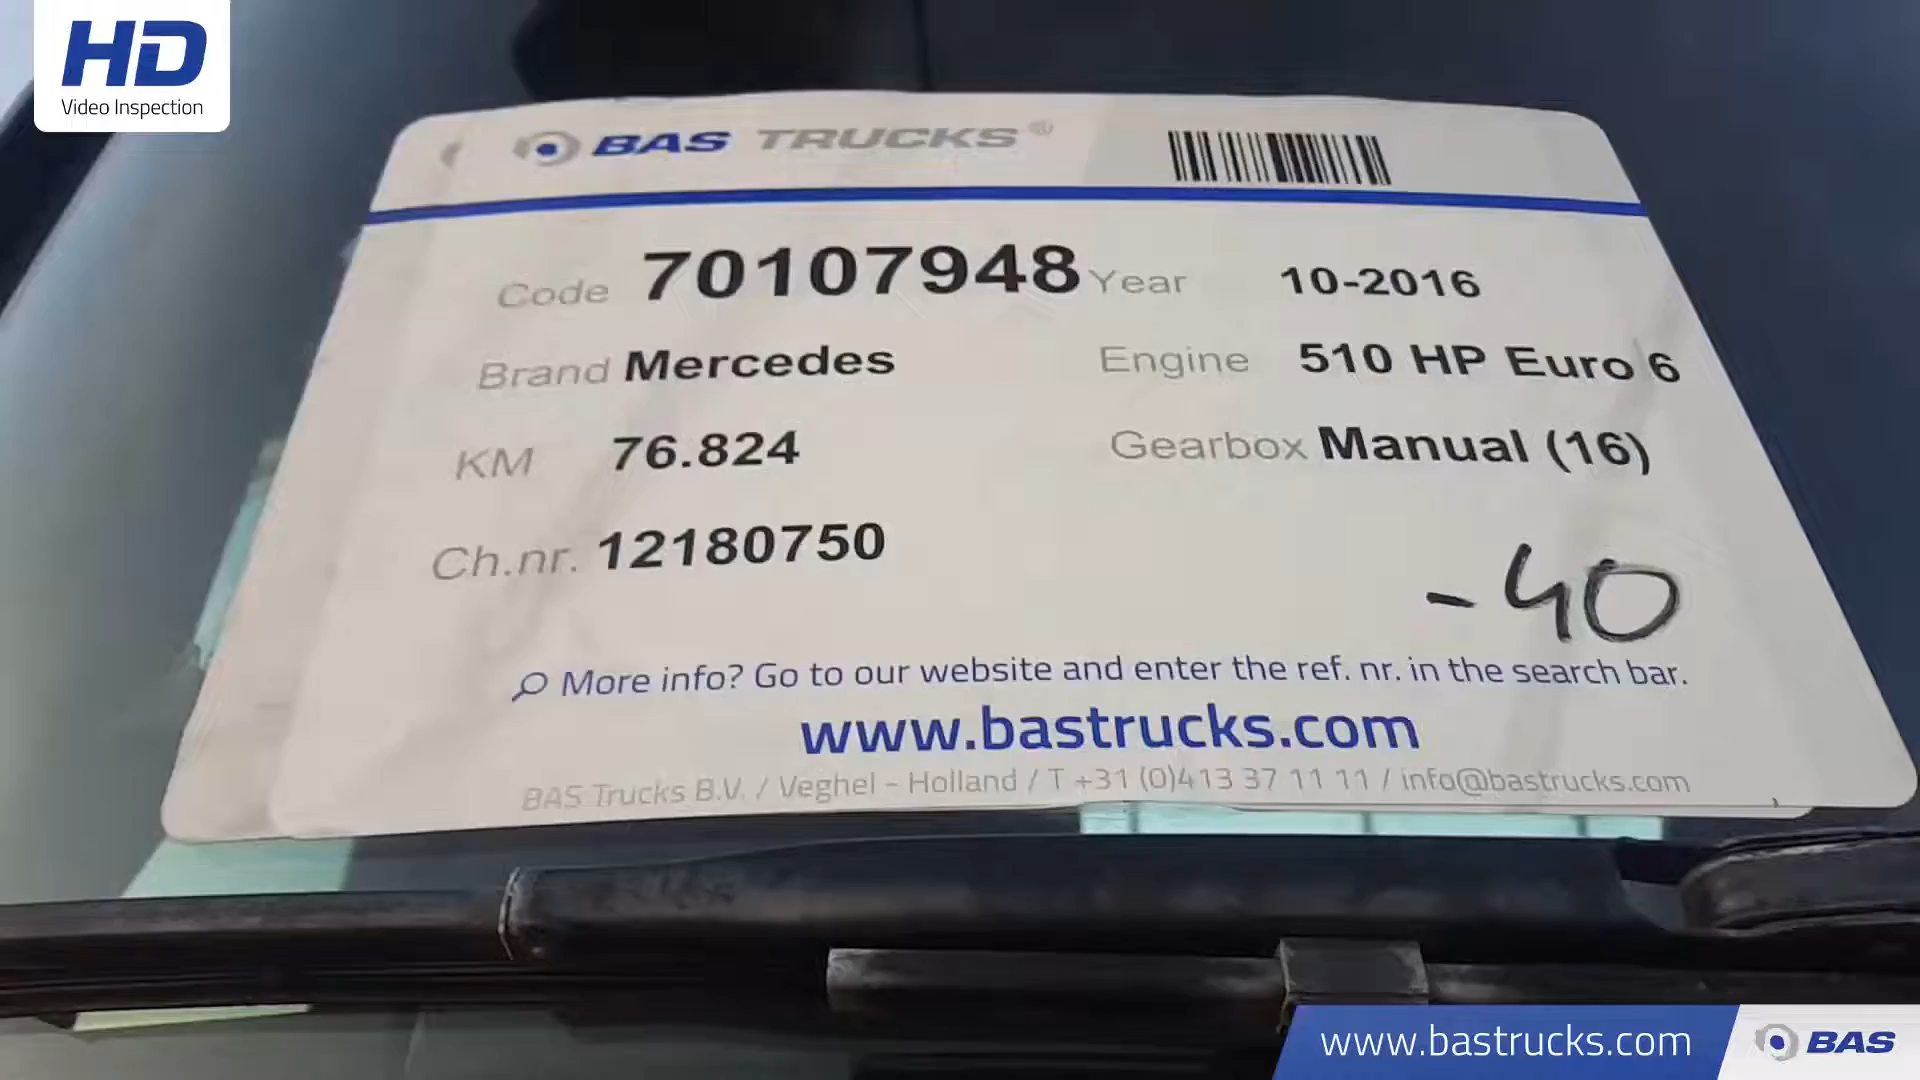 HD
Video Inspection
BAS TRUCKS®
Code 70107948 Year 10-2016
Brand Mercedes Engine 510 HP Euro 6
KM 76.824 Gearbox Manual (16)
Ch.nr. 12180750
-40
More info? Go to our website and enter the ref. nr. in the search bar.
www.bastrucks.com
BAS Trucks B.V. / Veghel - Holland / T +31 (0)413 37 11 11 / info@bastrucks.com
www.bastrucks.com BAS